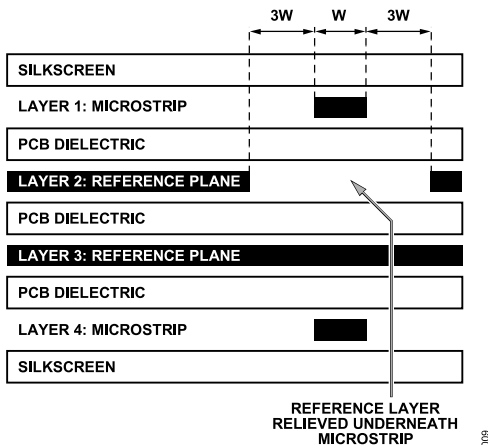 3W W 3W
SILKSCREEN
LAYER 1: MICROSTRIP
PCB DIELECTRIC
LAYER 2: REFERENCE PLANE
PCB DIELECTRIC
LAYER 3: REFERENCE PLANE
PCB DIELECTRIC
LAYER 4: MICROSTRIP
SILKSCREEN
REFERENCE LAYER
RELIEVED UNDERNEATH
MICROSTRIP
009